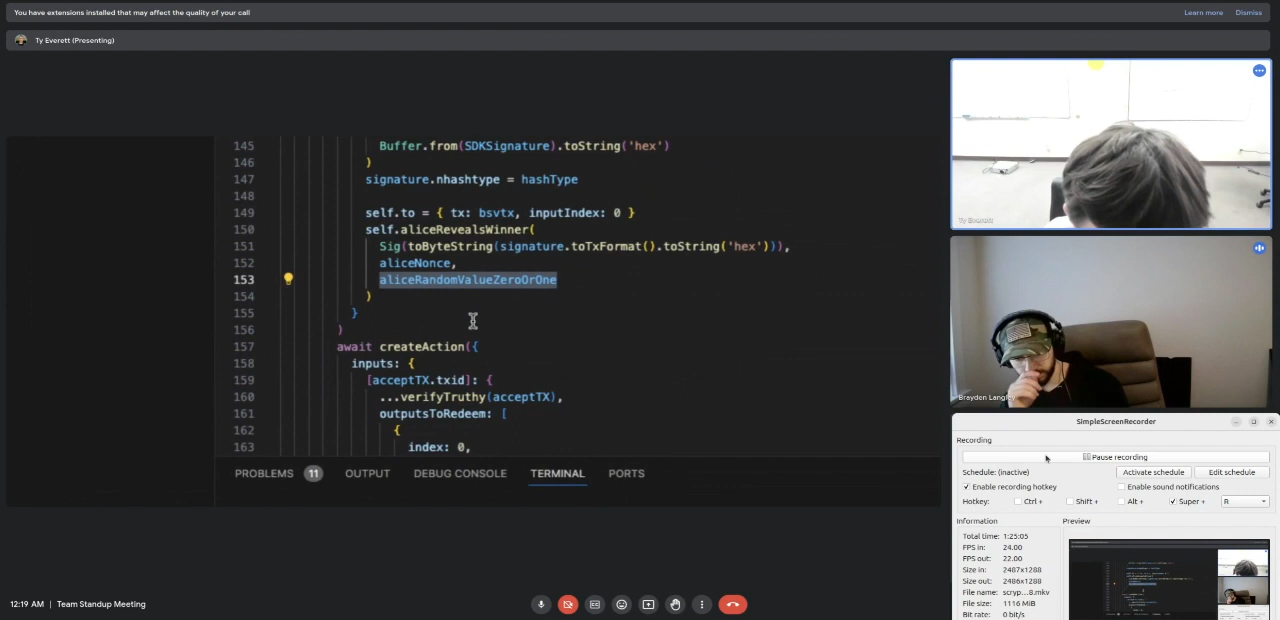 You have extensions installed that may affect the quality of your call
Learn more
Dismiss
Ty Everett (Presenting)
145 Buffer.from(SDKSignature).toString('hex')
146 )
147 signature.nhashtype = hashType
148
149 self.to = { tx: bsvtx, inputIndex: 0 }
150 self.aliceRevealsWinner(
151 Sig(toByteString(signature.toTxFormat().toString('hex'))),
152 aliceNonce,
153 aliceRandomValueZeroOrOne
154 )
155 }
156 )
157 await createAction({
158 inputs: {
159 [acceptTX.txid]: {
160 ...verifyTruthy(acceptTX),
161 outputsToRedeem: [
162 {
163 index: 0,
PROBLEMS 11 OUTPUT DEBUG CONSOLE TERMINAL PORTS
Ty Everett
Brayden Langley
SimpleScreenRecorder
Recording
Pause recording
Schedule: (inactive)
Activate schedule
Edit schedule
Enable recording hotkey
Enable sound notifications
Hotkey: Ctrl + Shift + Alt + Super + R
Information
Preview
Total time: 1:25:05
FPS in: 24.00
FPS out: 22.00
Size in: 2487x1288
Size out: 2486x1288
File name: scryp...8.mkv
File size: 1116 MiB
Bit rate: 0 bit/s
12:19 AM | Team Standup Meeting